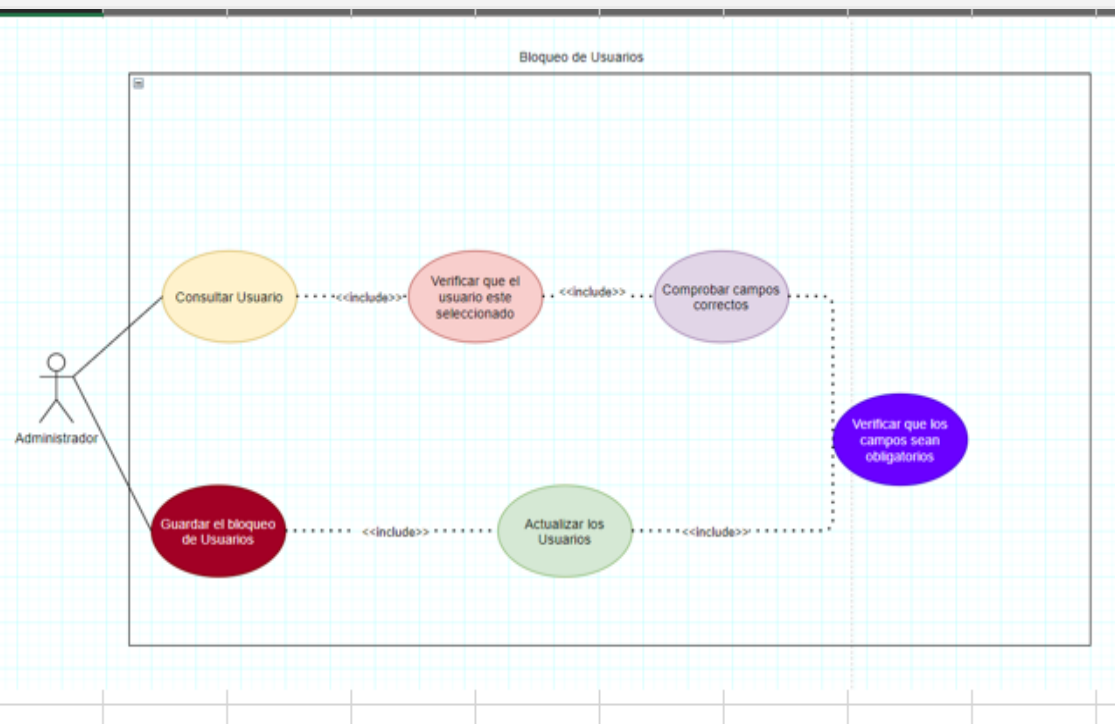 Bloqueo de Usuarios
Consultar Usuario
<<include>>
Verificar que el
usuario este
seleccionado
<<include>>
Comprobar campos
correctos
Administrador
Verificar que los
campos sean
obligatorios
Guardar el bloqueo
de Usuarios
<<include>>
Actualizar los
Usuarios
<<include>>